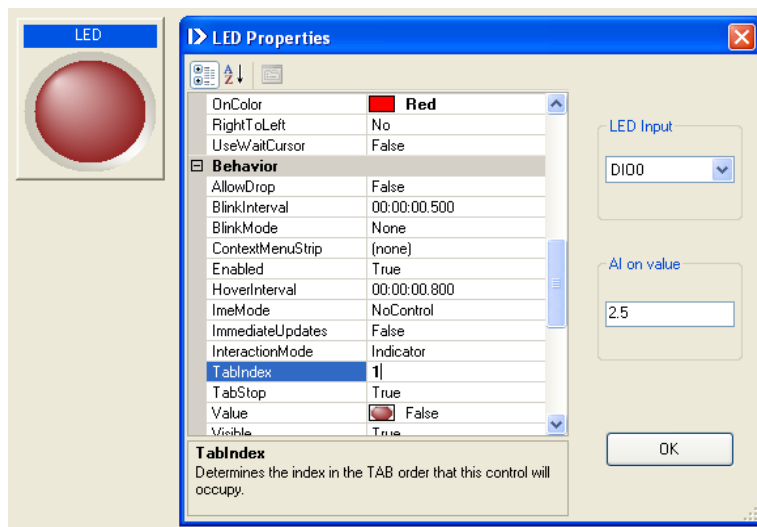 LED
LED Properties
OnColor Red
RightToLeft No
UseWaitCursor False
Behavior
AllowDrop False
BlinkInterval 00:00:00.500
BlinkMode None
ContextMenuStrip (none)
Enabled True
HoverInterval 00:00:00.800
ImeMode NoControl
ImmediateUpdates False
InteractionMode Indicator
TabIndex 1
TabStop True
Value False
Visible True
TabIndex
Determines the index in the TAB order that this control will
occupy.
LED Input
DIO0
AI on value
2.5
OK